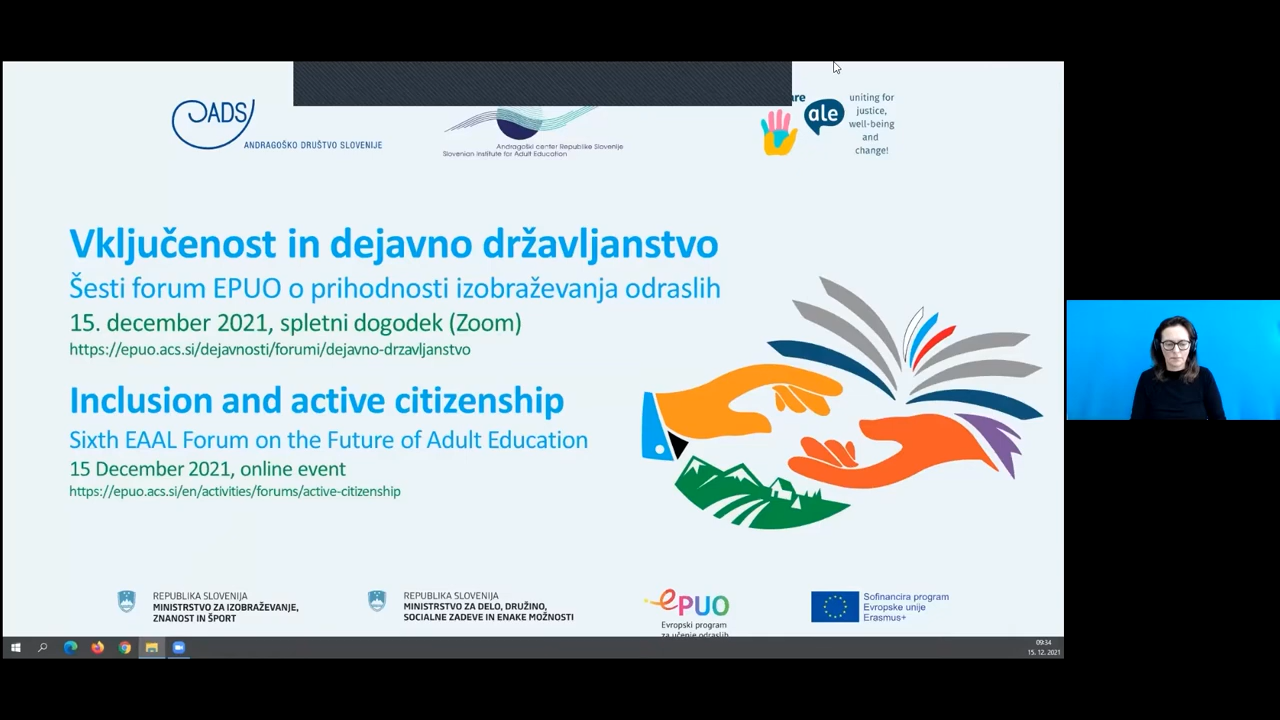 ADS
ANDRAGOŠKO DRUŠTVO SLOVENIJE
Andragoški center Republike Slovenije
Slovenian Institute for Adult Education
ale
uniting for
justice,
well-being
and
change!
Vključenost in dejavno državljanstvo
Šesti forum EPUO o prihodnosti izobraževanja odraslih
15. december 2021, spletni dogodek (Zoom)
https://epuo.acs.si/dejavnosti/forumi/dejavno-drzavljanstvo
Inclusion and active citizenship
Sixth EAAL Forum on the Future of Adult Education
15 December 2021, online event
https://epuo.acs.si/en/activities/forums/active-citizenship
REPUBLIKA SLOVENIJA
MINISTRSTVO ZA IZOBRAŽEVANJE,
ZNANOST IN ŠPORT
REPUBLIKA SLOVENIJA
MINISTRSTVO ZA DELO, DRUŽINO,
SOCIALNE ZADEVE IN ENAKE MOŽNOSTI
ePUO
Evropski program
za učenje odraslih
Sofinancira program
Evropske unije
Erasmus+
09:34
15. 12. 2021